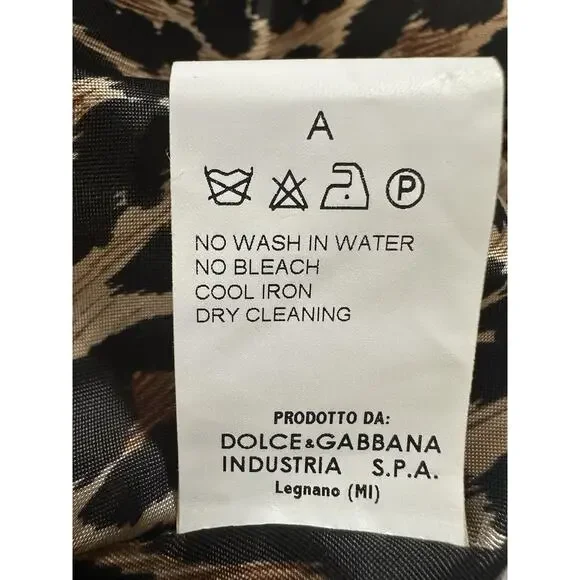 A
P
NO WASH IN WATER
NO BLEACH
COOL IRON
DRY CLEANING
PRODOTTO DA:
DOLCE&GABBANA
INDUSTRIA S.P.A.
Legnano (MI)